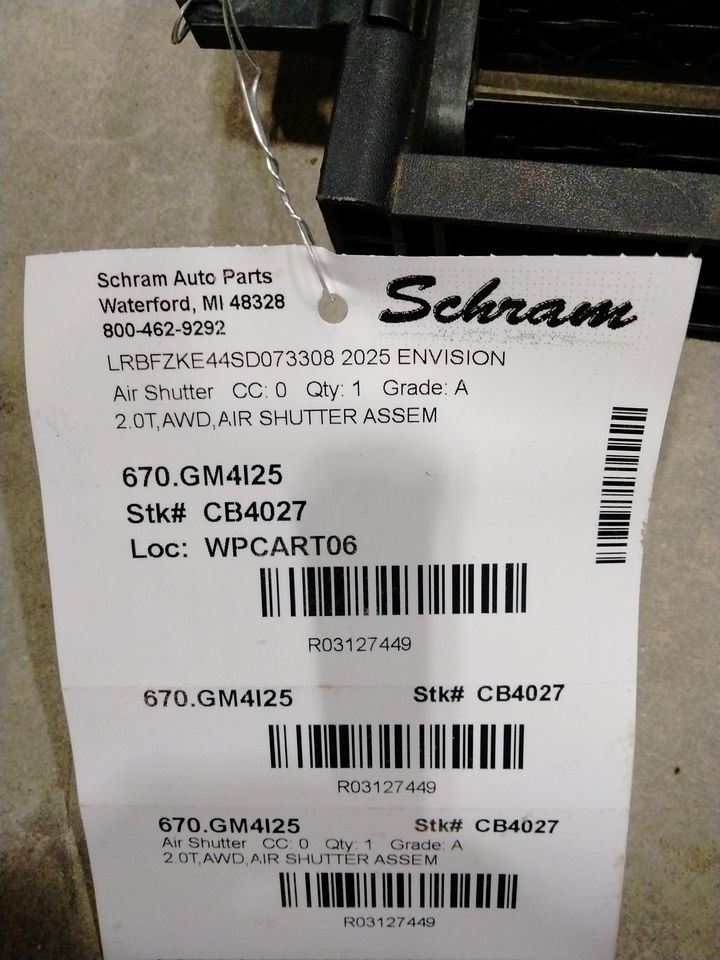 Schram Auto Parts
Waterford, MI 48328
800-462-9292
Schram
LRBFZKE44SD073308 2025 ENVISION
Air Shutter CC: 0 Qty: 1 Grade: A
2.0T,AWD,AIR SHUTTER ASSEM
670.GM4I25
Stk# CB4027
Loc: WPCART06
R03127449
670.GM4I25 Stk# CB4027
R03127449
670.GM4I25 Stk# CB4027
Air Shutter CC: 0 Qty: 1 Grade: A
2.0T,AWD,AIR SHUTTER ASSEM
R03127449